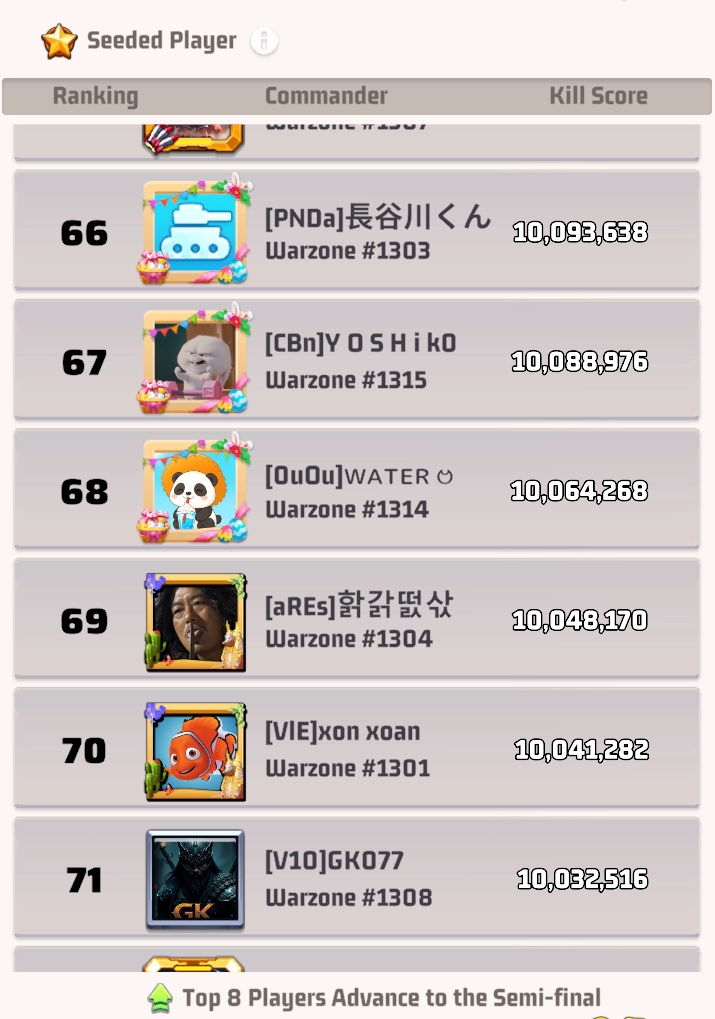 Seeded Player
Ranking Commander Kill Score
Warzone #1307
66 [PNDa]長谷川くん 10,093,638
Warzone #1303
67 [CBn]Y O S H i k0 10,088,976
Warzone #1315
68 [OuOu]WATER 10,064,268
Warzone #1314
69 [aREs]핡갉떫삯 10,048,170
Warzone #1304
70 [VlE]xon xoan 10,041,282
Warzone #1301
71 [V10]GK077 10,032,516
Warzone #1308
GK
Top 8 Players Advance to the Semi-final